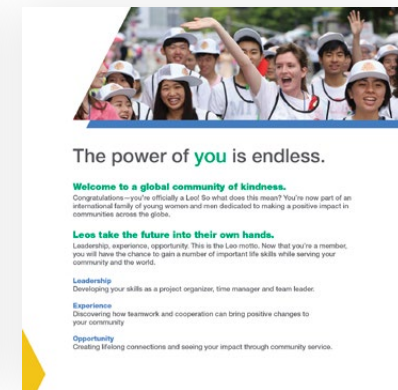 The power of you is endless.
Welcome to a global community of kindness.
Congratulations—you're officially a Leo! So what does this mean? You're now part of an
international family of young women and men dedicated to making a positive impact in
communities across the globe.
Leos take the future into their own hands.
Leadership, experience, opportunity. This is the Leo motto. Now that you're a member,
you will have the chance to gain a number of important life skills while serving your
community and the world.
Leadership
Developing your skills as a project organizer, time manager and team leader.
Experience
Discovering how teamwork and cooperation can bring positive changes to
your community
Opportunity
Creating lifelong connections and seeing your impact through community service.